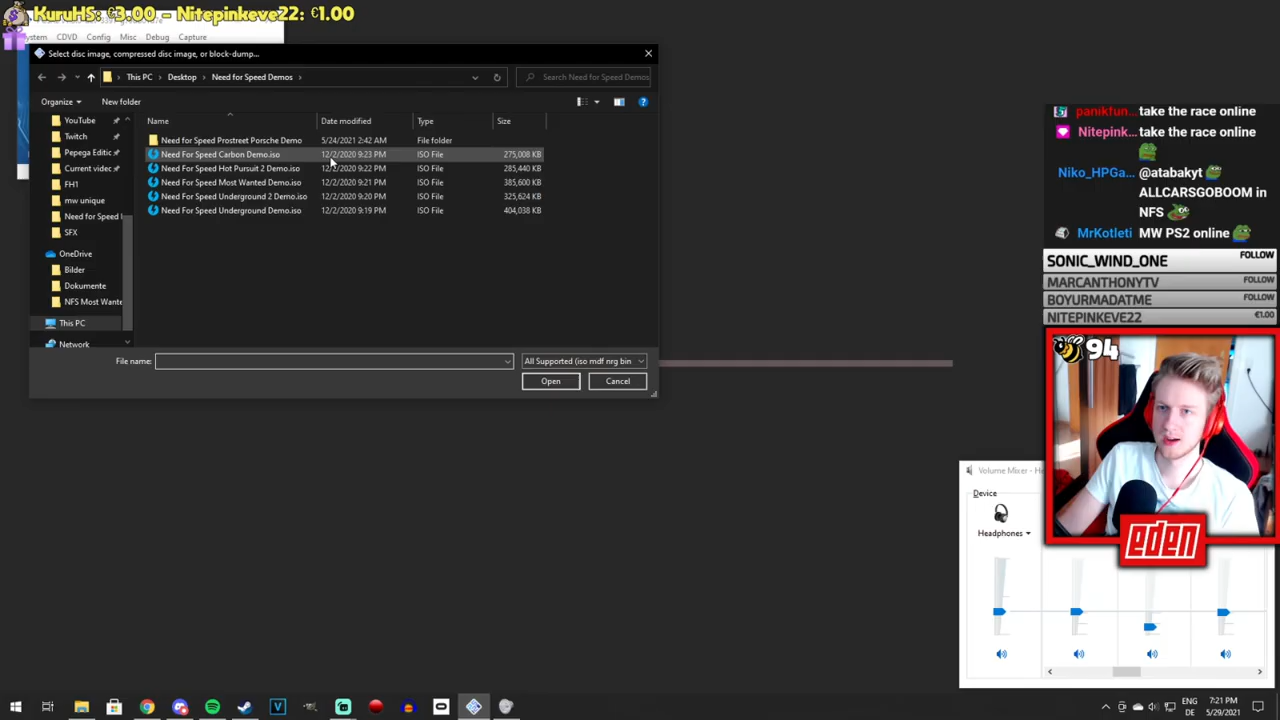 KuruHS: €3.00 - Nitepinkeve22: €1.00
CDVD Config Misc Debug Capture
Select disc image, compressed disc image, or block-dump...
This PC > Desktop > Need for Speed Demos >
Search Need for Speed Demos
Organize New folder
Name Date modified Type Size
Need for Speed Prostreet Porsche Demo 5/24/2021 2:42 AM File folder
Need For Speed Carbon Demo.iso 12/2/2020 9:23 PM ISO File 275,008 KB
Need For Speed Hot Pursuit 2 Demo.iso 12/2/2020 9:22 PM ISO File 285,440 KB
Need For Speed Most Wanted Demo.iso 12/2/2020 9:21 PM ISO File 385,600 KB
Need For Speed Underground 2 Demo.iso 12/2/2020 9:20 PM ISO File 325,624 KB
Need For Speed Underground Demo.iso 12/2/2020 9:19 PM ISO File 404,038 KB
YouTube
Twitch
Pepega Editic
Current videc
FH1
mw unique
Need for Speed
SFX
OneDrive
Bilder
Dokumente
NFS Most Wante
This PC
Network
File name:
All Supported (iso mdf nrg bin
Open Cancel
panikfun... take the race online
Nitepink... take the race online
Niko_HPGa... @atabakyt
ALLCARSGOBOOM in
NFS
MrKotleti MW PS2 online
SONIC_WIND_ONE FOLLOW
MARCANTHONYTV FOLLOW
BOYURMADATME FOLLOW
NITEPINKEVE22 €1.00
94
eden
Volume Mixer - He
Device
Headphones
ENG
DE
7:21 PM
5/29/2021